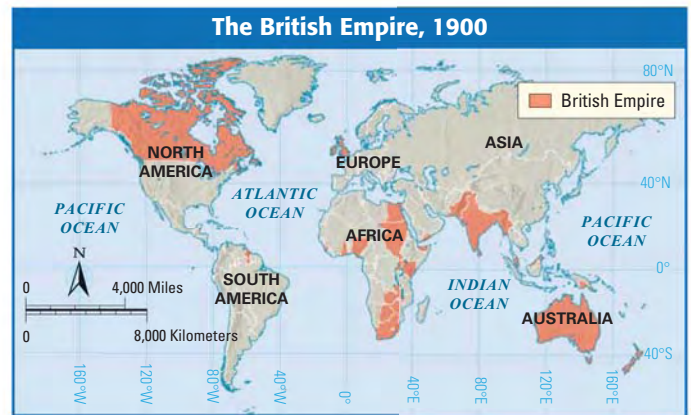 The British Empire, 1900
80°N
British Empire
ASIA
NORTH
AMERICA
EUROPE
ATLANTIC
OCEAN
40°N
PACIFIC
OCEAN
PACIFIC
OCEAN
AFRICA
N
0°
SOUTH
AMERICA
INDIAN
OCEAN
0
4,000 Miles
AUSTRALIA
0
8,000 Kilometers
40°S
160°W
120°W
80°W
40°W
0°
40°E
80°E
120°E
160°E